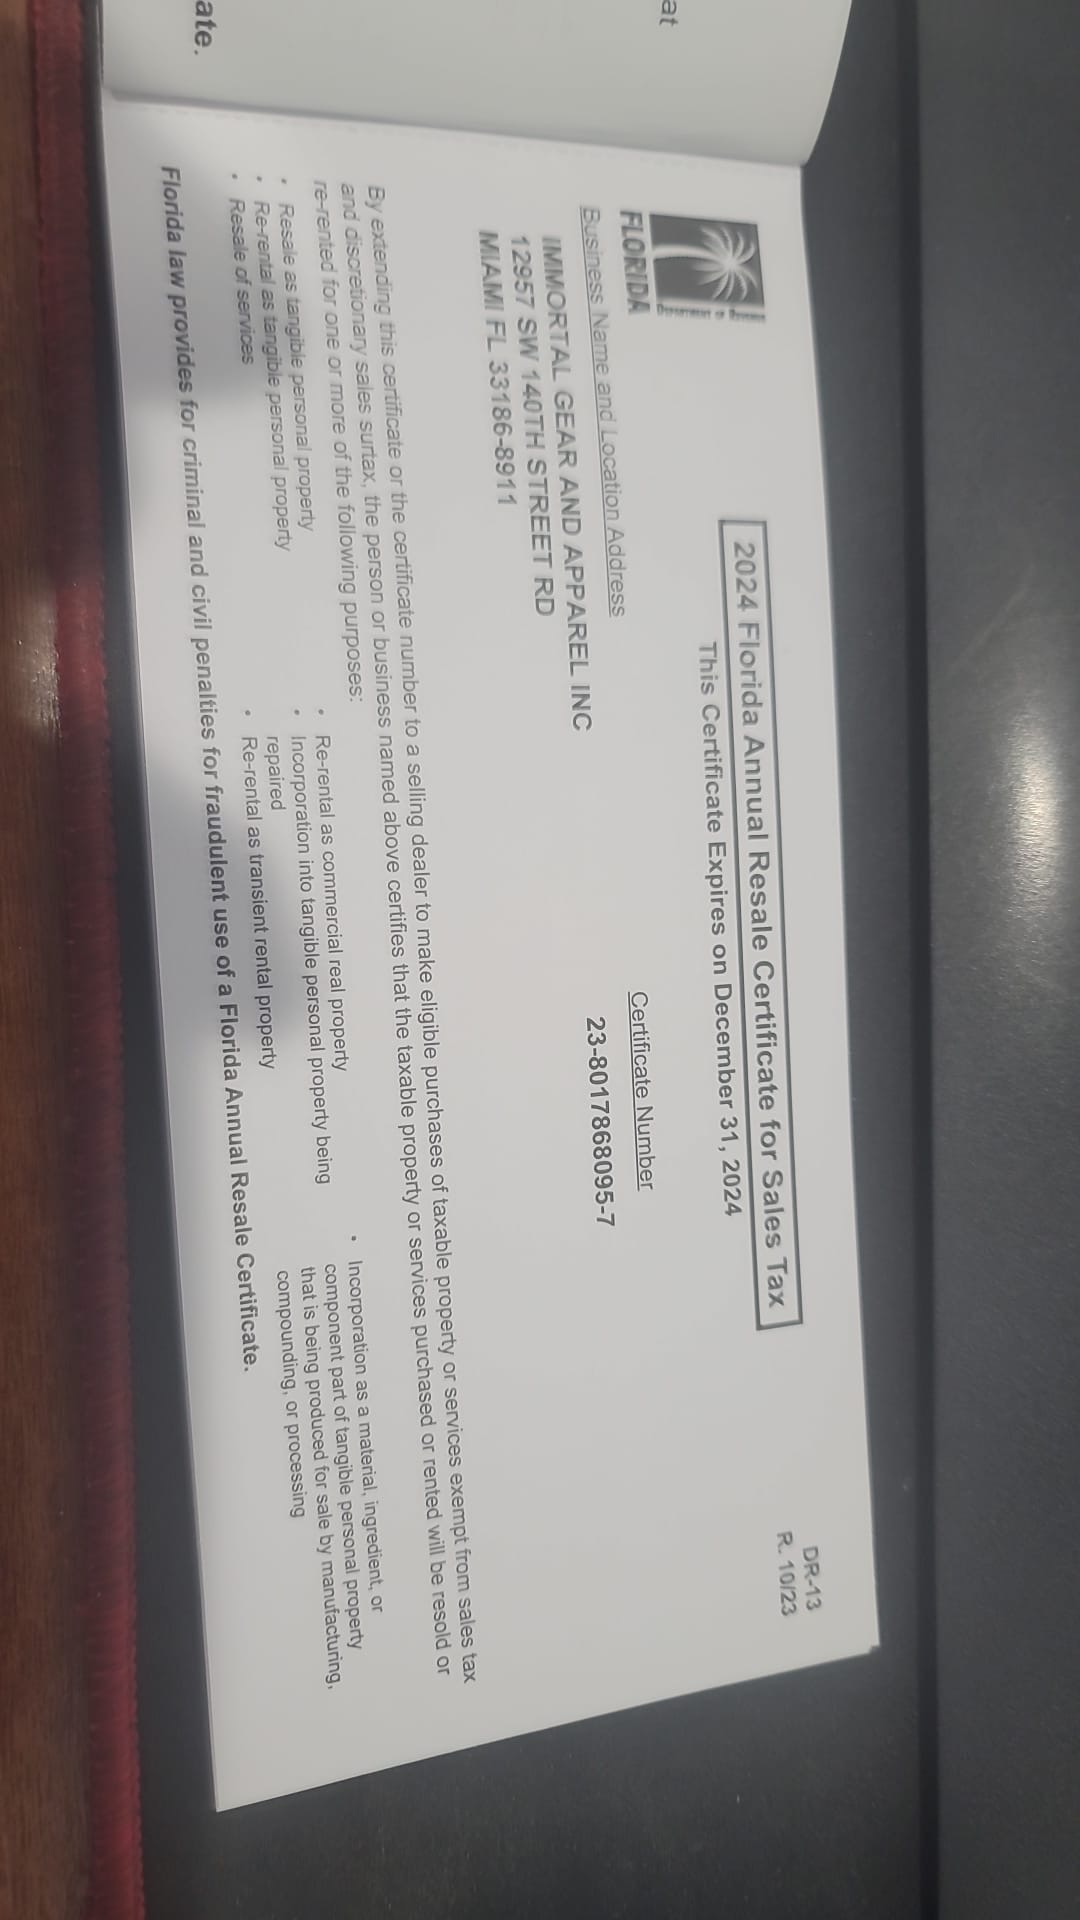 at
ate.
DR-13
R. 10/23
2024 Florida Annual Resale Certificate for Sales Tax
This Certificate Expires on December 31, 2024
DEPARTMENT OF REVENUE
FLORIDA
Business Name and Location Address
Certificate Number
IMMORTAL GEAR AND APPAREL INC
23-8017868095-7
12957 SW 140TH STREET RD
MIAMI FL 33186-8911
By extending this certificate or the certificate number to a selling dealer to make eligible purchases of taxable property or services exempt from sales tax
and discretionary sales surtax, the person or business named above certifies that the taxable property or services purchased or rented will be resold or
re-rented for one or more of the following purposes:
• Resale as tangible personal property
• Re-rental as tangible personal property
• Resale of services
• Re-rental as commercial real property
• Incorporation into tangible personal property being
repaired
• Re-rental as transient rental property
• Incorporation as a material, ingredient, or
component part of tangible personal property
that is being produced for sale by manufacturing,
compounding, or processing
Florida law provides for criminal and civil penalties for fraudulent use of a Florida Annual Resale Certificate.